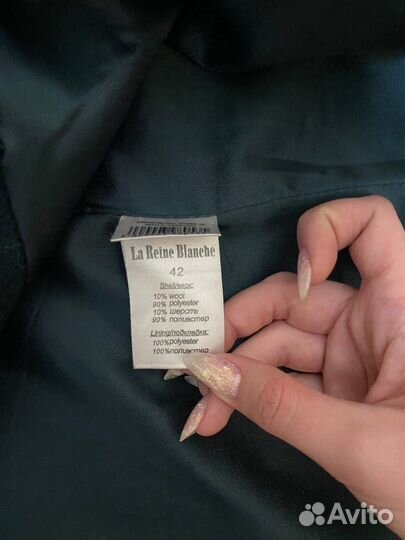 La Reine Blanche
42
Shell/верх:
10% wool
90% polyester
10% шерсть
90% полиэстер
Lining/подкладка:
100% polyester
100% полиэстер
Avito